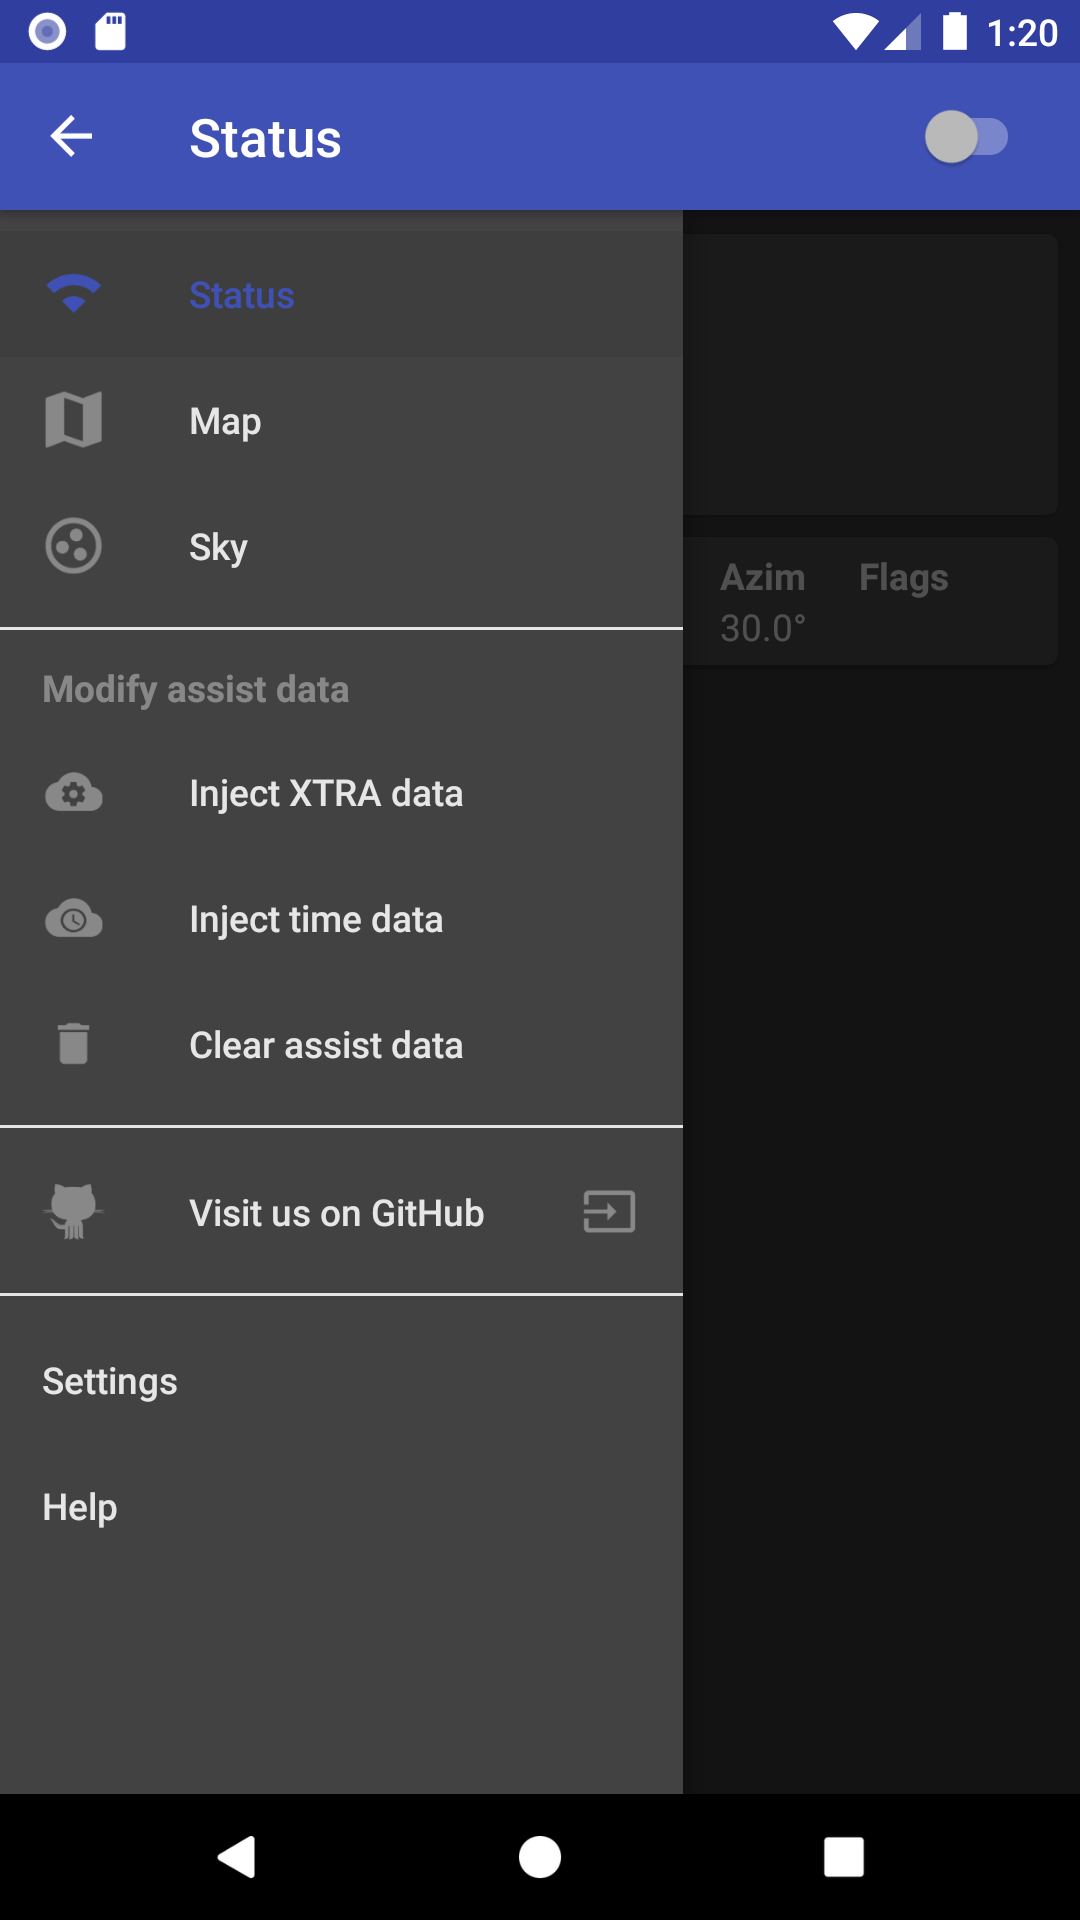 1:20
Status
Status
Map
Sky
Azim Flags
30.0°
Modify assist data
Inject XTRA data
Inject time data
Clear assist data
Visit us on GitHub
Settings
Help